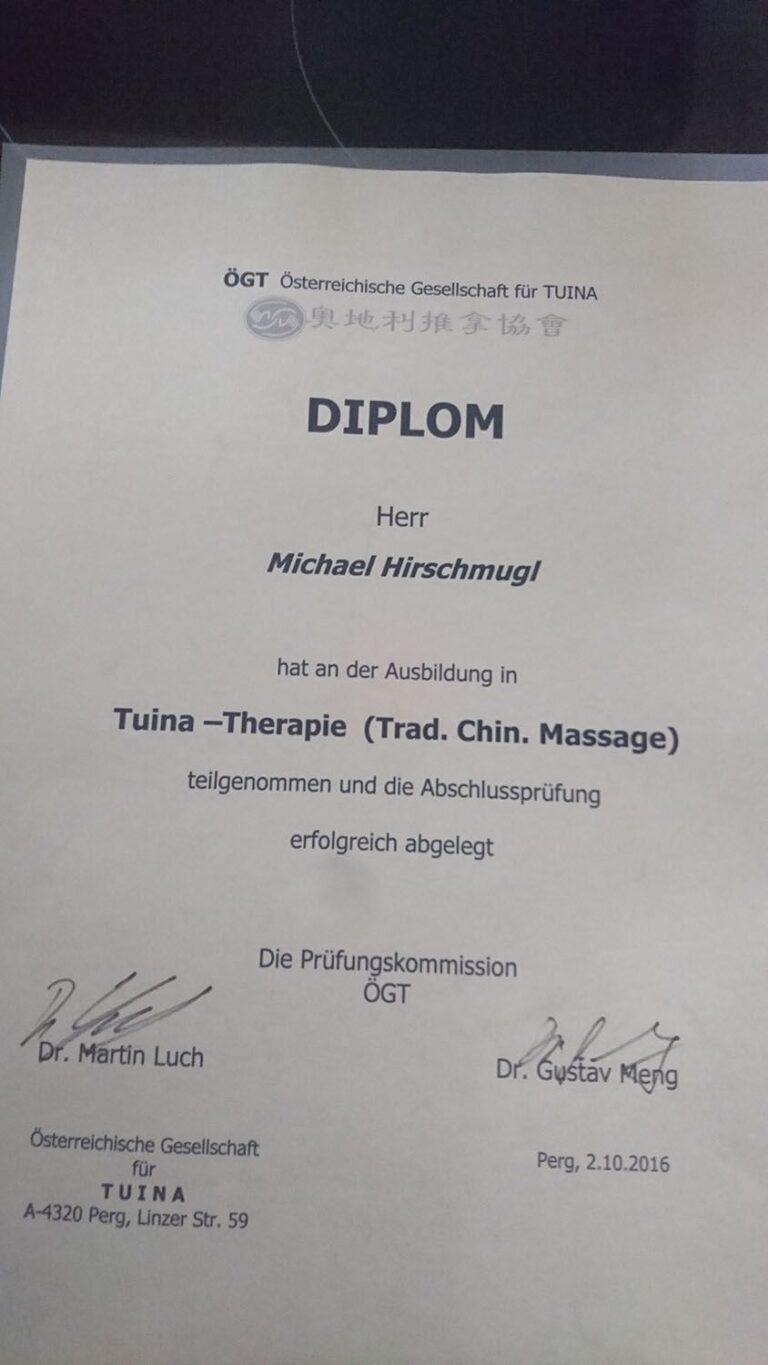 ÖGT Österreichische Gesellschaft für TUINA
奥地利推拿協會
DIPLOM
Herr
Michael Hirschmugl
hat an der Ausbildung in
Tuina –Therapie (Trad. Chin. Massage)
teilgenommen und die Abschlussprüfung
erfolgreich abgelegt
Die Prüfungskommission
ÖGT
Dr. Martin Luch
Dr. Gustav Meng
Österreichische Gesellschaft
für
TUINA
A-4320 Perg, Linzer Str. 59
Perg, 2.10.2016